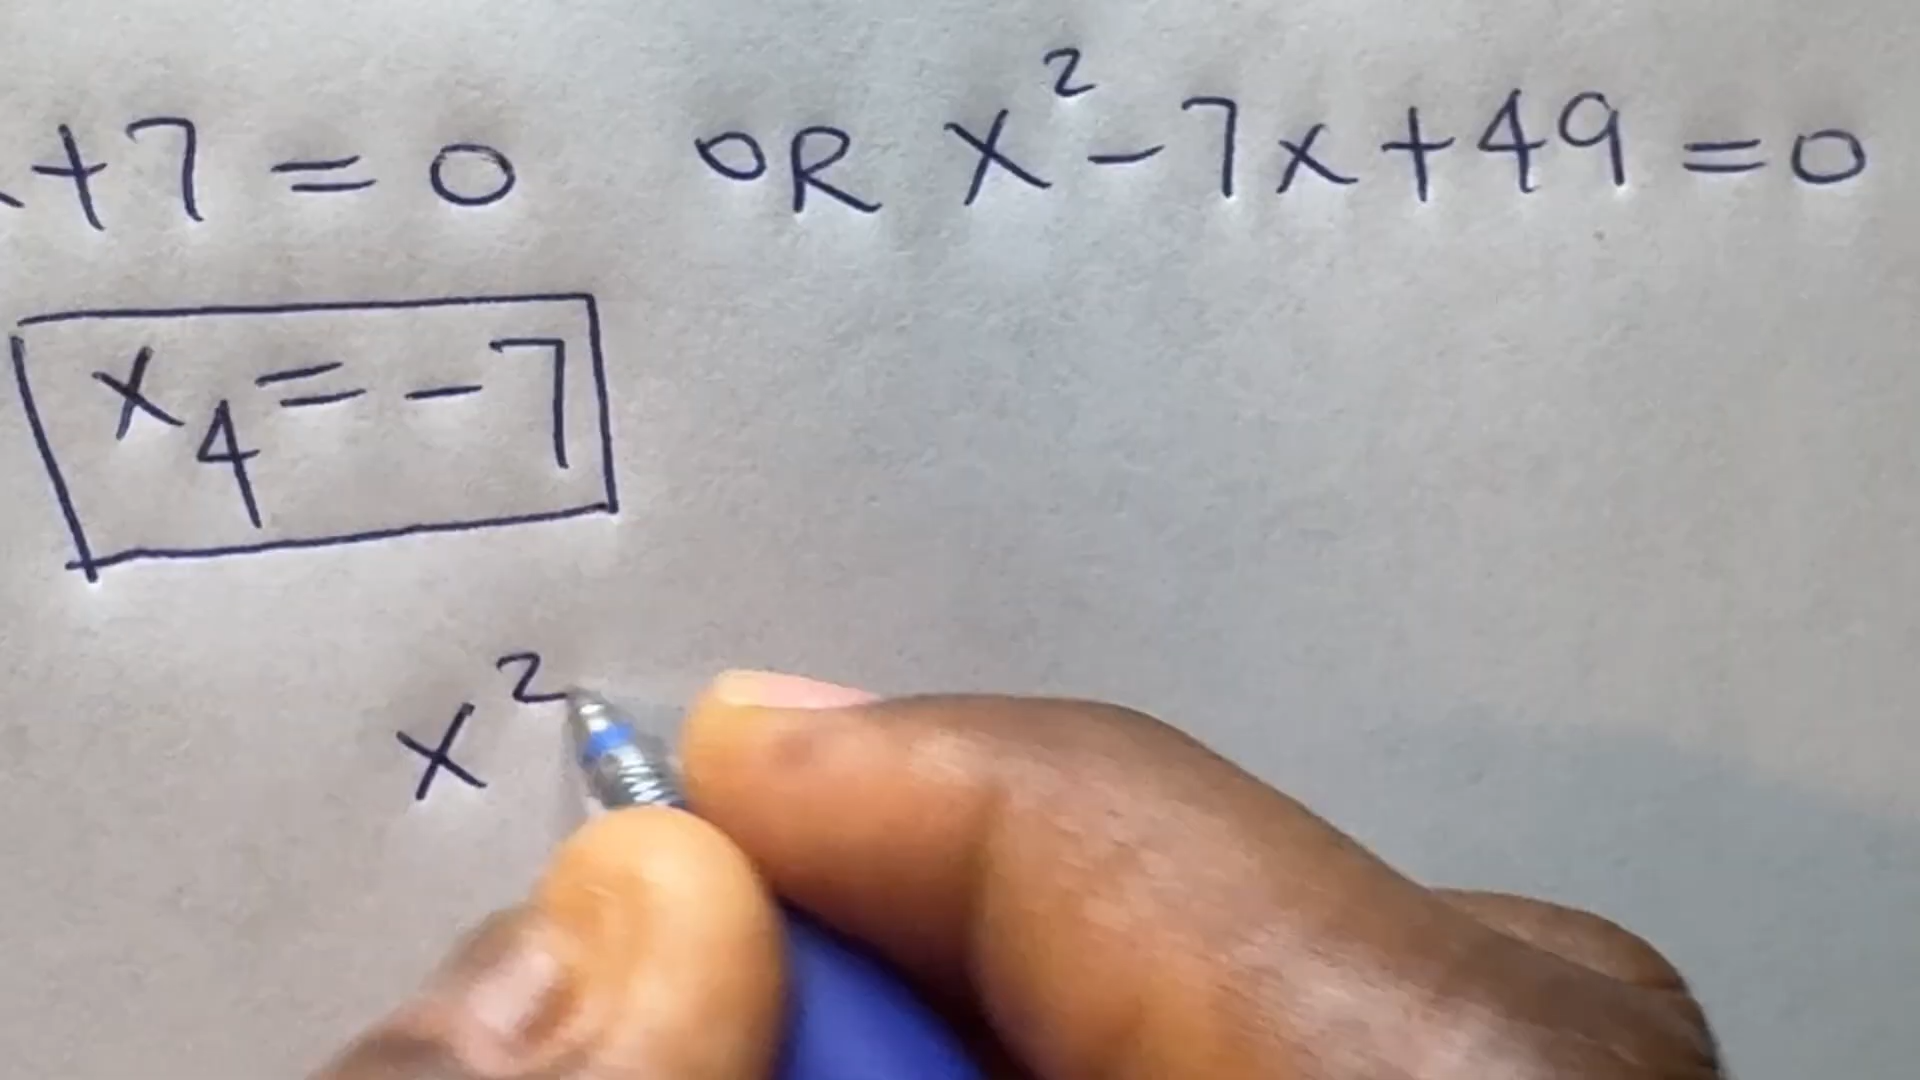 +7 = 0 OR x² - 7x + 49 = 0
x₄ = -7
x²